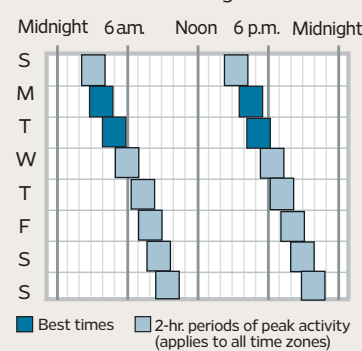 Midnight 6 a.m. Noon 6 p.m. Midnight
S
M
T
W
T
F
S
S
Best times 2-hr. periods of peak activity
(applies to all time zones)